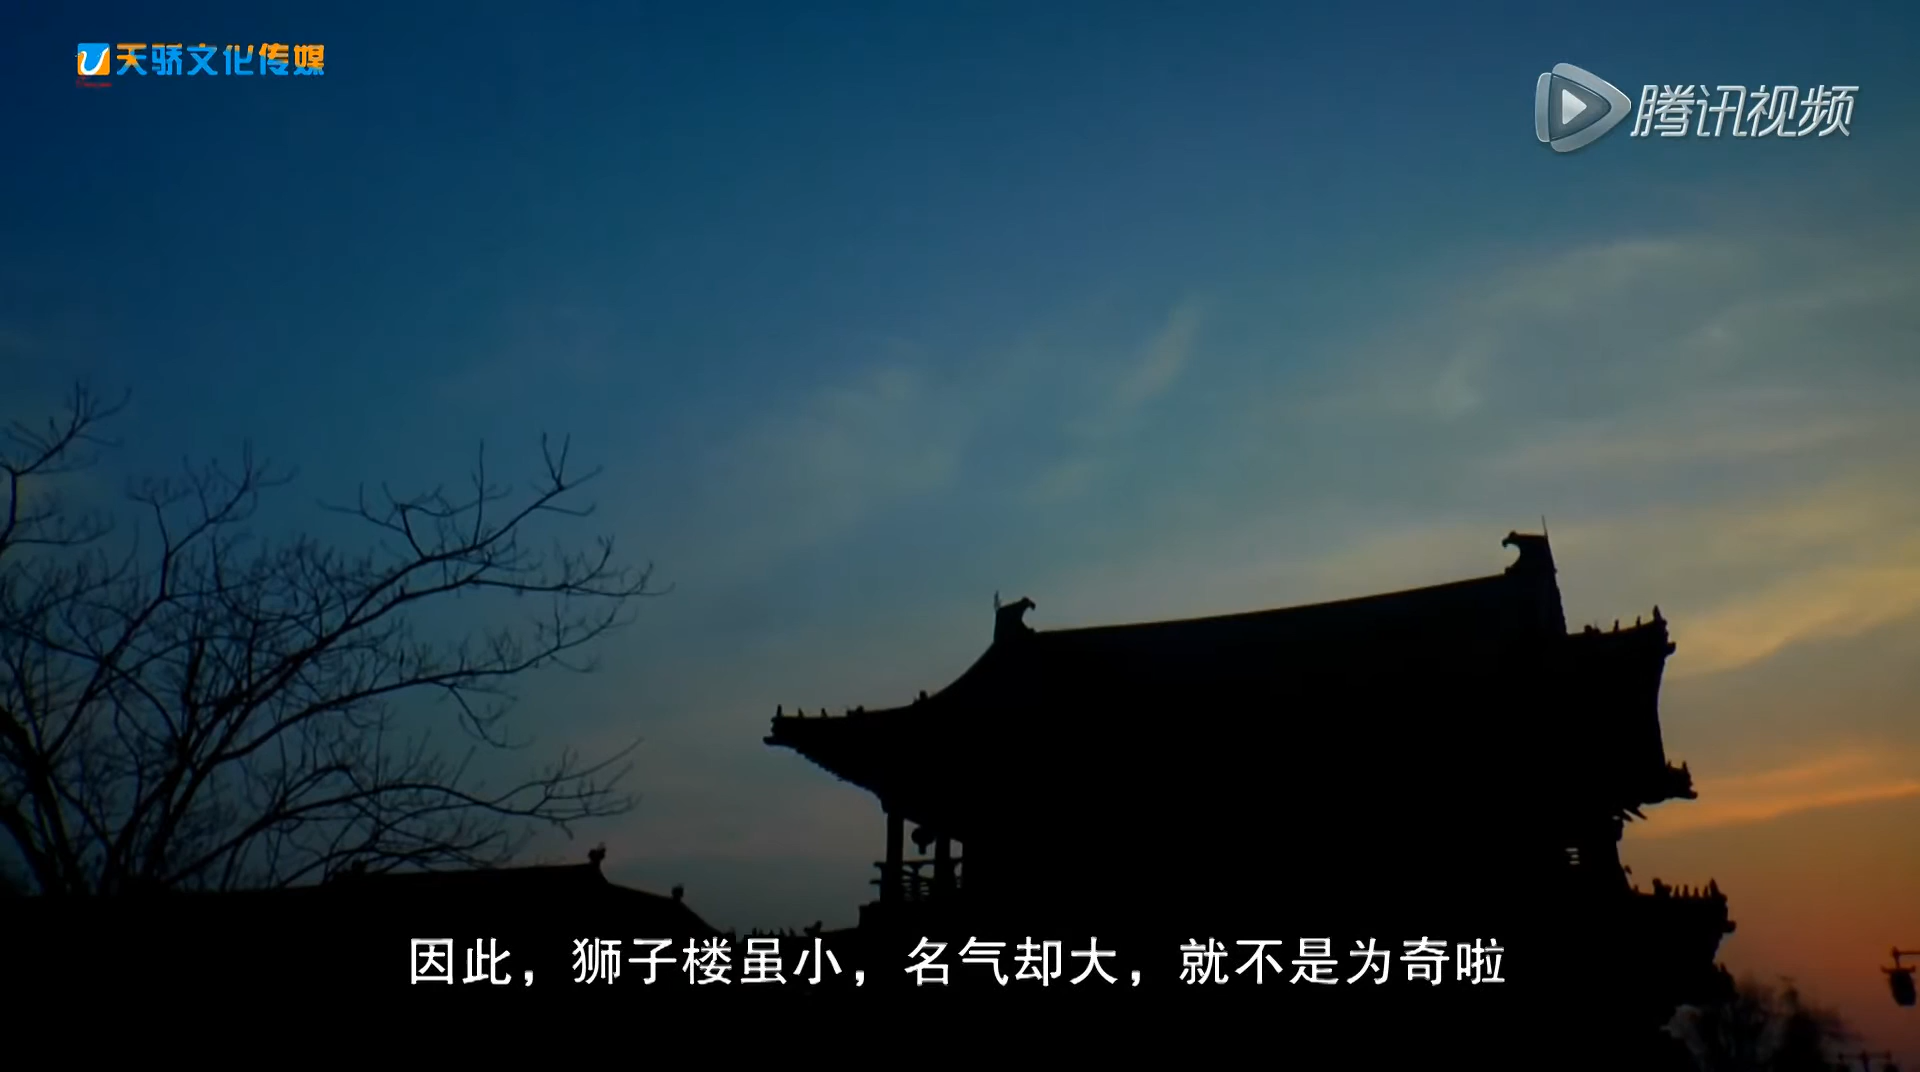 天骄文化传媒
腾讯视频
因此，狮子楼虽小，名气却大，就不是为奇啦